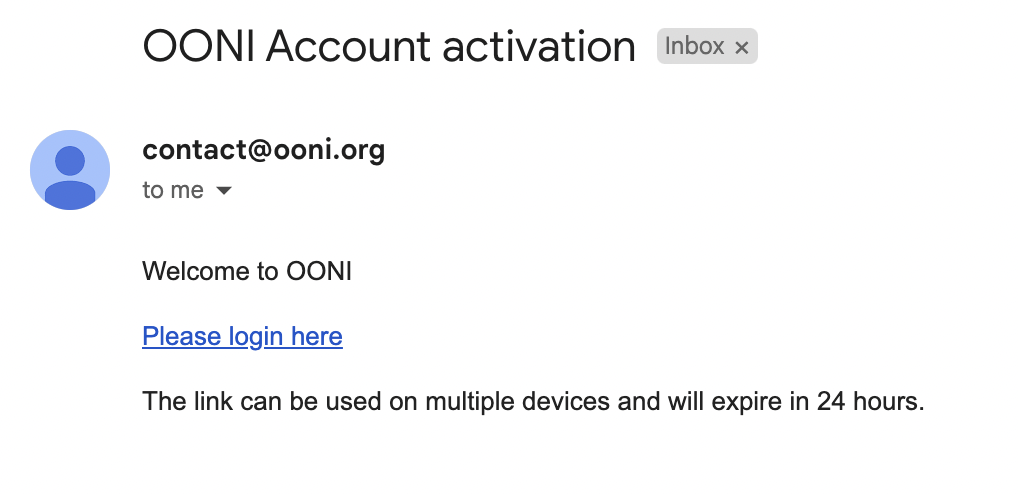 OONI Account activation Inbox ×
contact@ooni.org
to me
Welcome to OONI
Please login here
The link can be used on multiple devices and will expire in 24 hours.